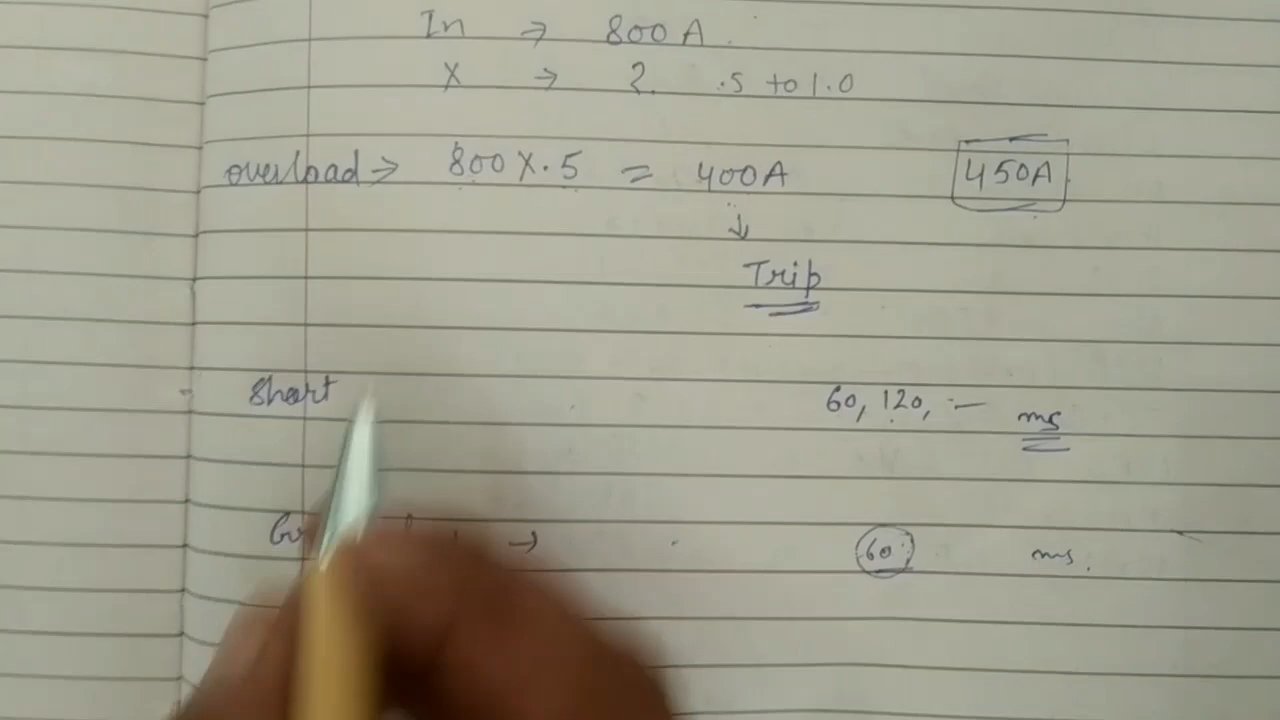 In → 800A.
X → 2. .5 to 1.0
overload → 800 X .5 = 400A 450A
↓
Trip
Short 60, 120, -- ms
→ 60 ms.